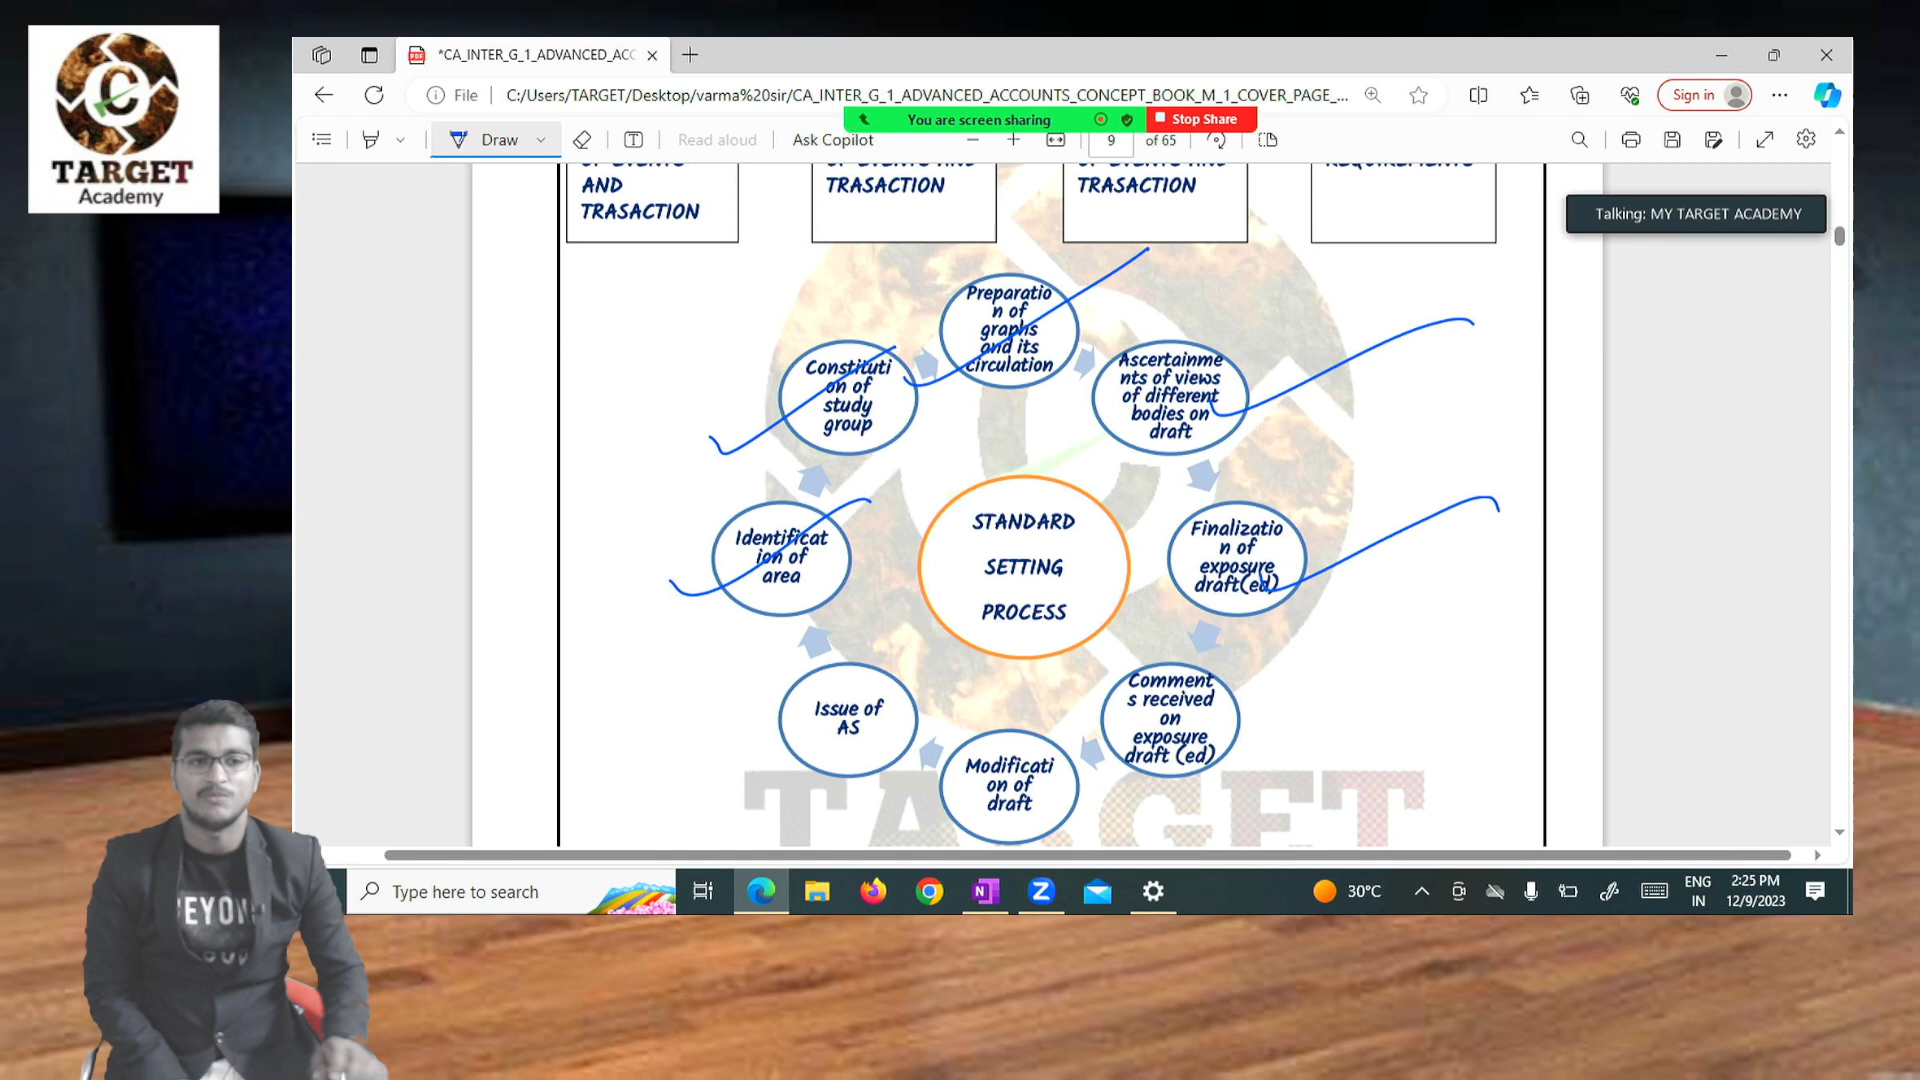 TARGET
Academy
*CA_INTER_G_1_ADVANCED_ACC
File
C:/Users/TARGET/Desktop/varma%20sir/CA_INTER_G_1_ADVANCED_ACCOUNTS_CONCEPT_BOOK_M_1_COVER_PAGE_...
Sign in
You are screen sharing
Stop Share
Draw
Read aloud
Ask Copilot
9
of 65
Talking: MY TARGET ACADEMY
AND
TRASACTION
TRASACTION
TRASACTION
Preparatio
n of
graphs
and its
circulation
Constituti
on of
study
group
Ascertainme
nts of views
of different
bodies on
draft
Identificat
ion of
area
STANDARD
SETTING
PROCESS
Finalizatio
n of
exposure
draft(ed)
Issue of
AS
Comment
s received
on
exposure
draft (ed)
Modificati
on of
draft
TARGET
Type here to search
30°C
ENG
IN
2:25 PM
12/9/2023